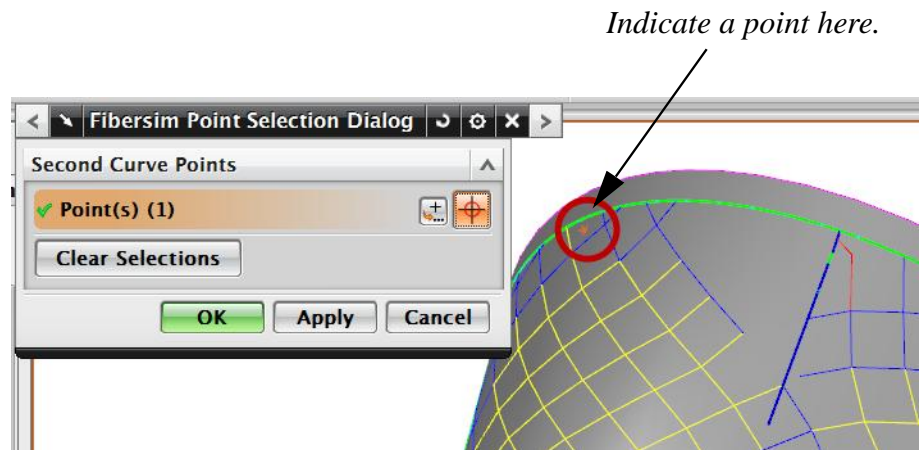 Indicate a point here.
Fibersim Point Selection Dialog
Second Curve Points
Point(s) (1)
Clear Selections
OK Apply Cancel